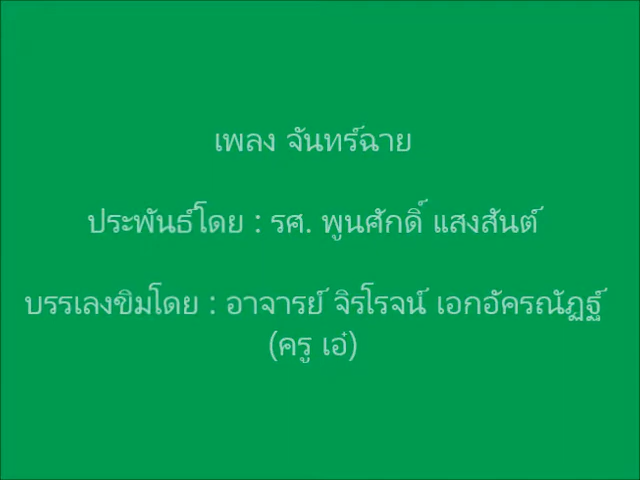 เพลง จันทร์ฉาย
ประพันธ์โดย : รศ. พูนศักดิ์ แสงสันต์
บรรเลงขิมโดย : อาจารย์ จิรโรจน์ เอกอัครณัฏฐ์
(ครู เอ๋)